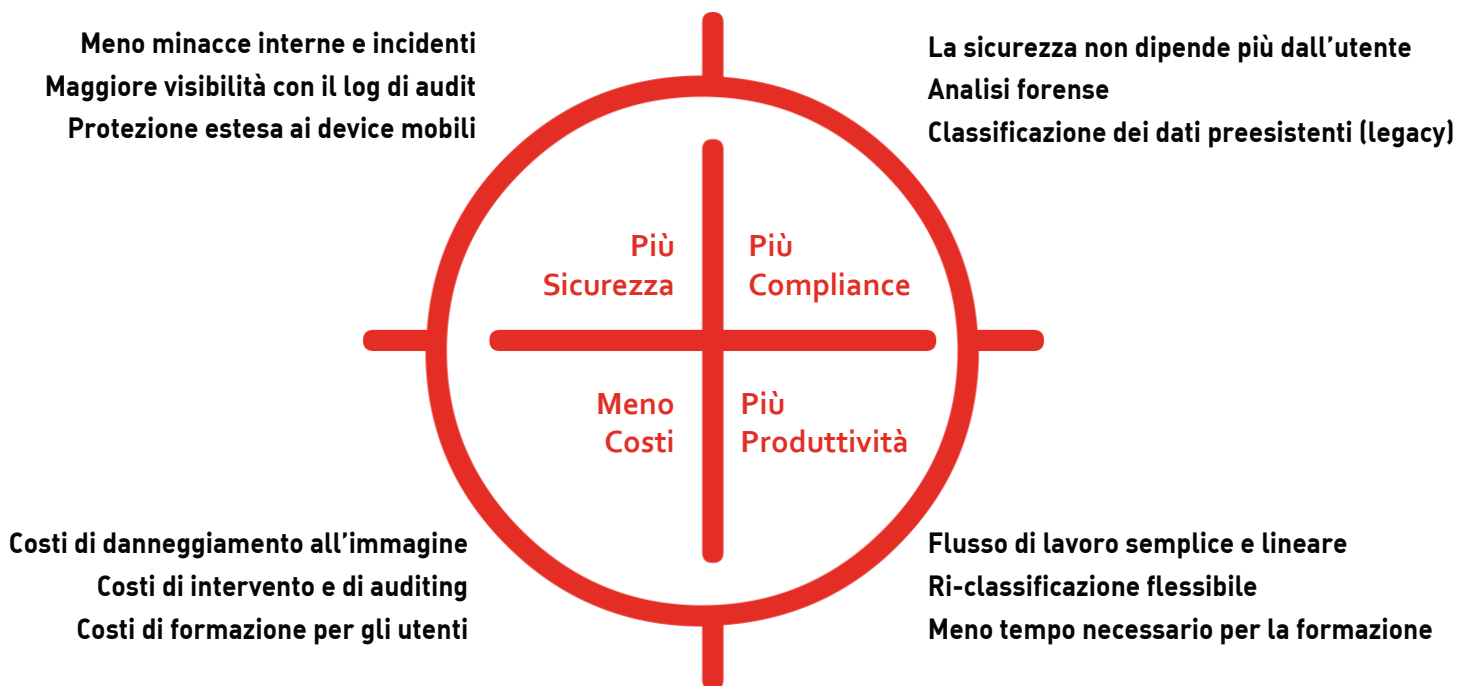 Meno minacce interne e incidenti
Maggiore visibilità con il log di audit
Protezione estesa ai device mobili
La sicurezza non dipende più dall’utente
Analisi forense
Classificazione dei dati preesistenti (legacy)
Più
Sicurezza
Più
Compliance
Meno
Costi
Più
Produttività
Costi di danneggiamento all’immagine
Costi di intervento e di auditing
Costi di formazione per gli utenti
Flusso di lavoro semplice e lineare
Ri-classificazione flessibile
Meno tempo necessario per la formazione